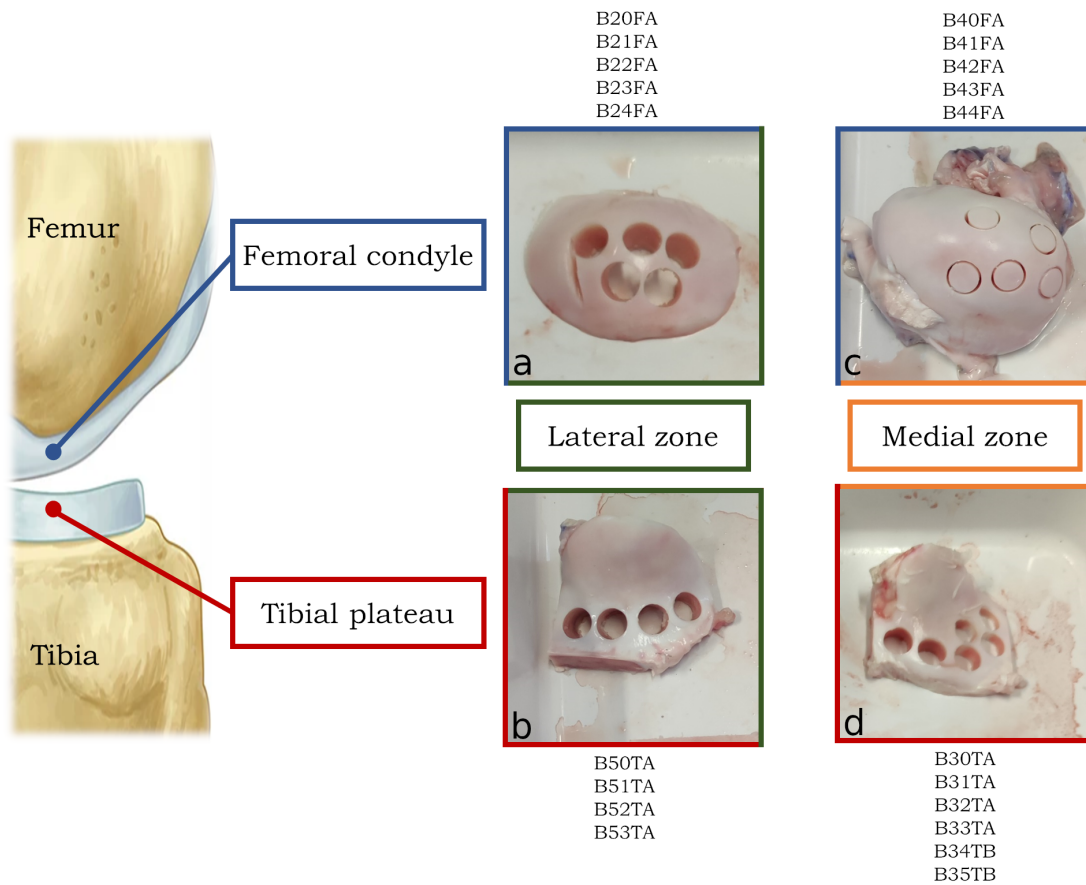 B20FA
B21FA
B22FA
B23FA
B24FA
B40FA
B41FA
B42FA
B43FA
B44FA
Femur
Femoral condyle
a
c
Lateral zone
Medial zone
Tibial plateau
Tibia
b
d
B50TA
B51TA
B52TA
B53TA
B30TA
B31TA
B32TA
B33TA
B34TB
B35TB